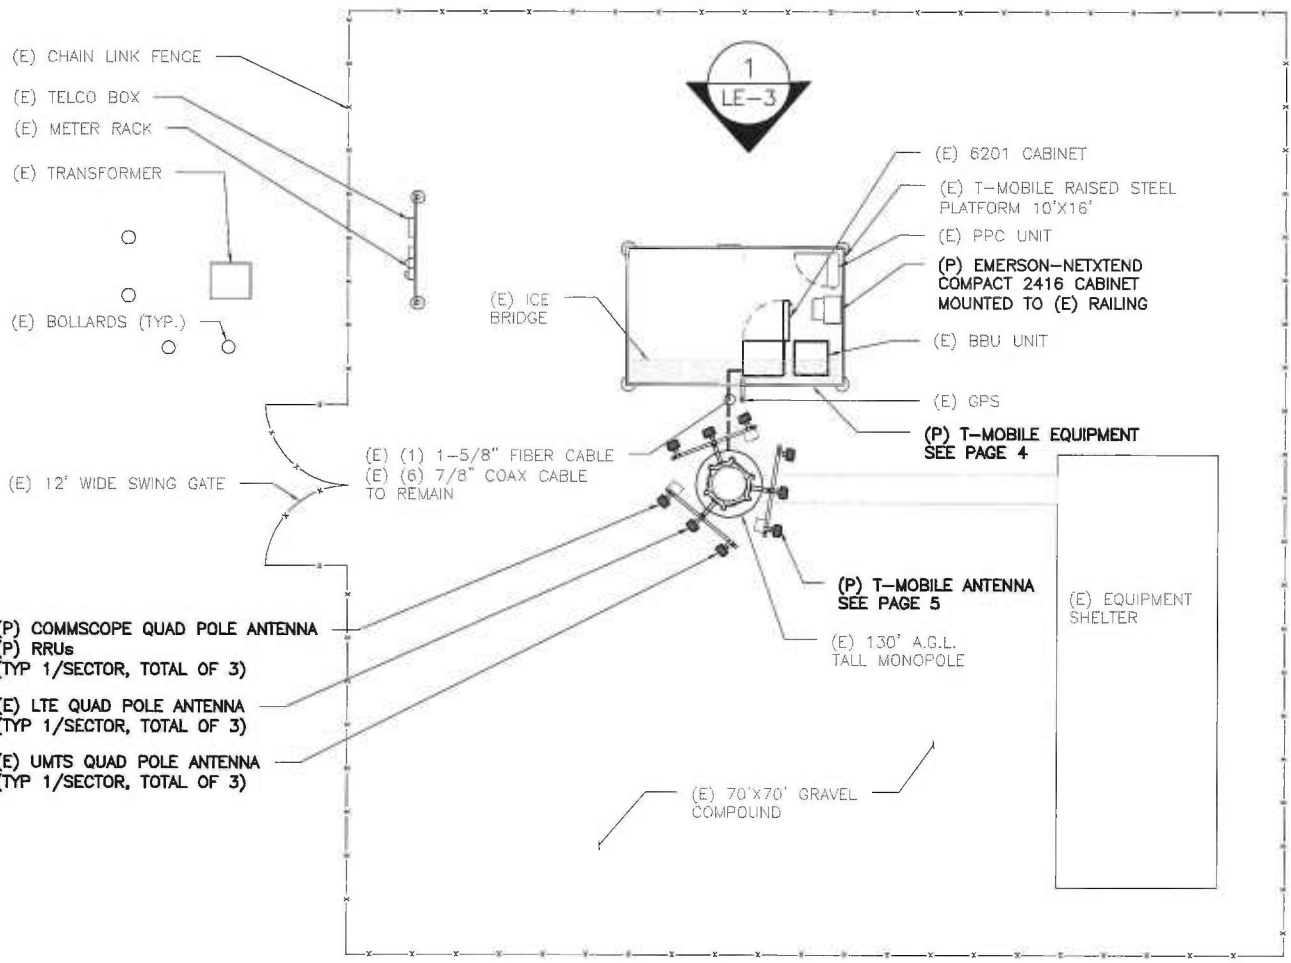 (E) CHAIN LINK FENCE
(E) TELCO BOX
(E) METER RACK
(E) TRANSFORMER
(E) BOLLARDS (TYP.)
(E) 12' WIDE SWING GATE
1
LE-3
(E) 6201 CABINET
(E) T-MOBILE RAISED STEEL
PLATFORM 10'X16'
(E) PPC UNIT
(P) EMERSON-NETXTEND
COMPACT 2416 CABINET
MOUNTED TO (E) RAILING
(E) ICE
BRIDGE
(E) BBU UNIT
(E) GPS
(P) T-MOBILE EQUIPMENT
SEE PAGE 4
(E) (1) 1-5/8" FIBER CABLE
(E) (6) 7/8" COAX CABLE
TO REMAIN
(P) T-MOBILE ANTENNA
SEE PAGE 5
(E) 130' A.G.L.
TALL MONOPOLE
(E) EQUIPMENT
SHELTER
(P) COMMSCOPE QUAD POLE ANTENNA
(P) RRUs
(TYP 1/SECTOR, TOTAL OF 3)
(E) LTE QUAD POLE ANTENNA
(TYP 1/SECTOR, TOTAL OF 3)
(E) UMTS QUAD POLE ANTENNA
(TYP 1/SECTOR, TOTAL OF 3)
(E) 70'X70' GRAVEL
COMPOUND